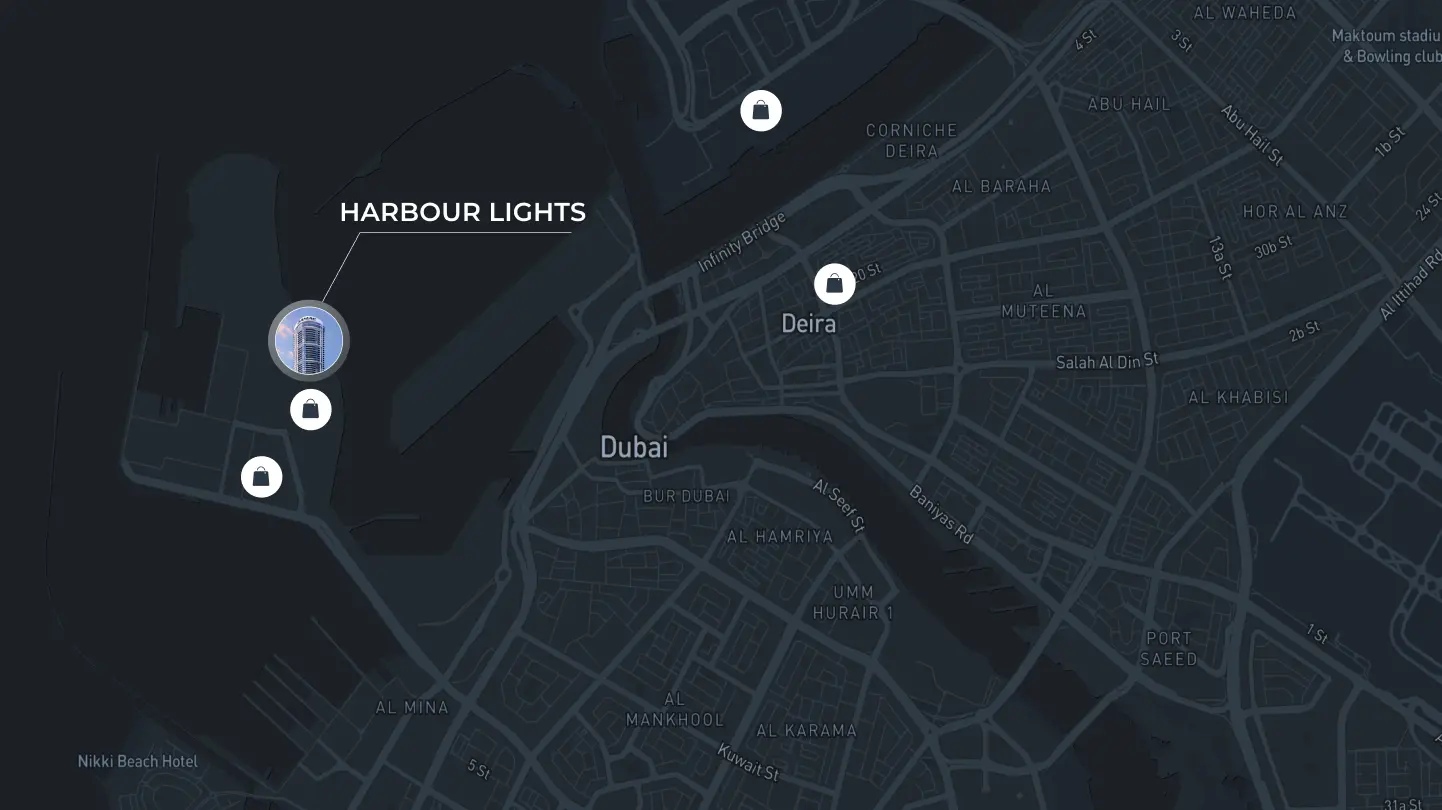 AL WAHEDA
Maktoum stadiu
& Bowling club
4 St
3 St
ABU HAIL
Abu Hail St
1b St
CORNICHE
DEIRA
AL BARAHA
HOR AL ANZ
24 St
HARBOUR LIGHTS
Infinity Bridge
13a St
30b St
20 St
Al Ittihad Rd
AL
MUTEENA
Deira
2b St
Salah Al Din St
AL KHABISI
Dubai
BUR DUBAI
Al Seef St
Baniyas Rd
AL HAMRIYA
UMM
HURAIR 1
1 St
PORT
SAEED
AL MINA
AL
MANKHOOL
AL KARAMA
Kuwait St
Nikki Beach Hotel
5 St
31a St